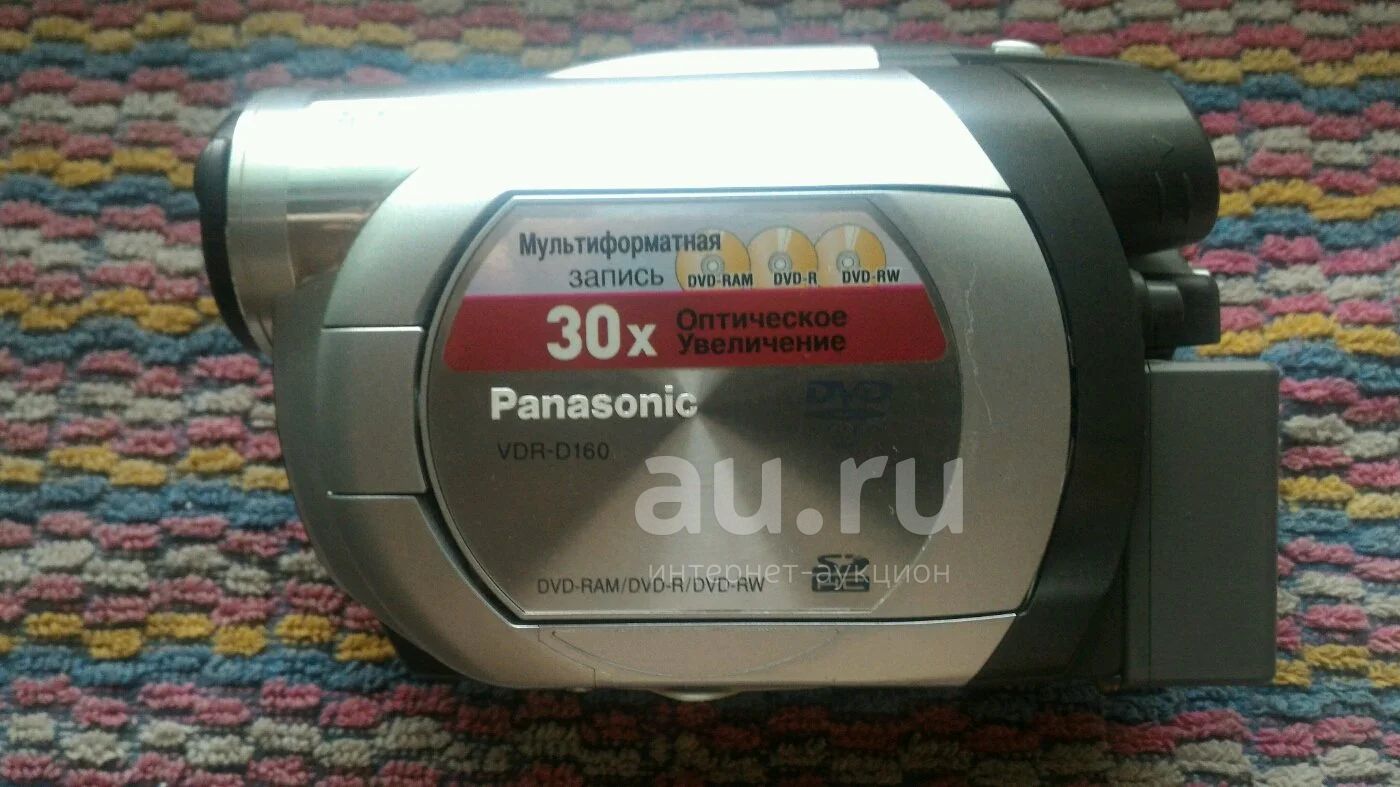 Мультиформатная
запись
DVD-RAM DVD-R DVD-RW
30x Оптическое
Увеличение
Panasonic
DVD
VDR-D160
au.ru
интернет-аукцион
DVD-RAM/DVD-R/DVD-RW